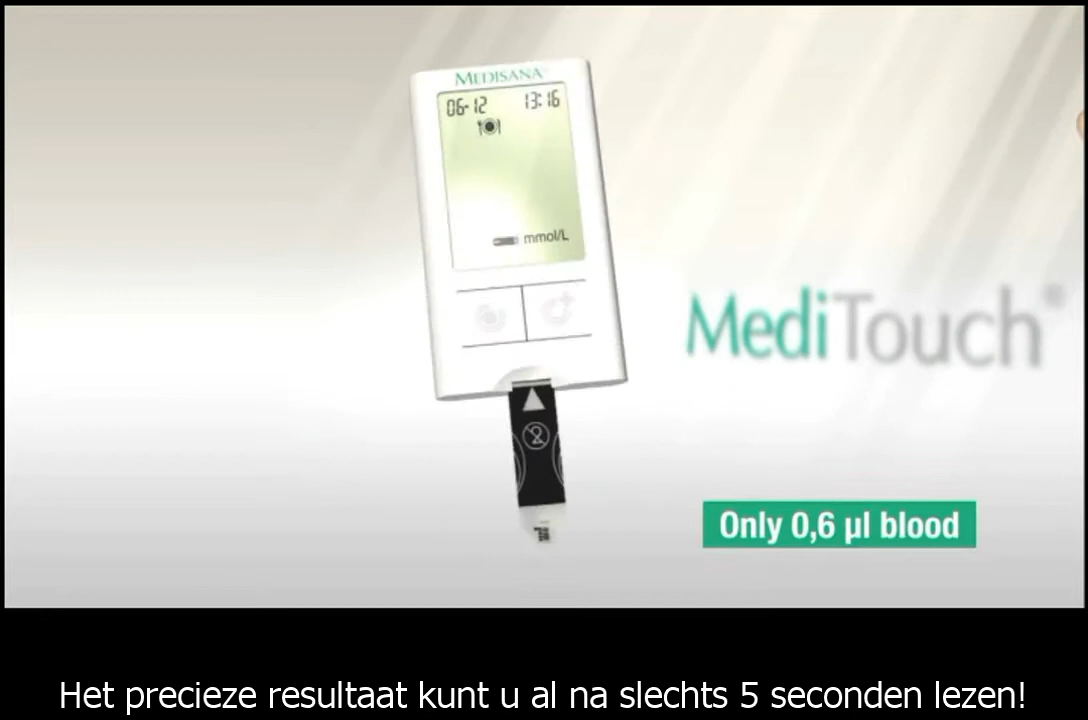 MEDISANA
06-12 13:16
mmol/L
MediTouch®
2
Only 0,6 µl blood
Het precieze resultaat kunt u al na slechts 5 seconden lezen!